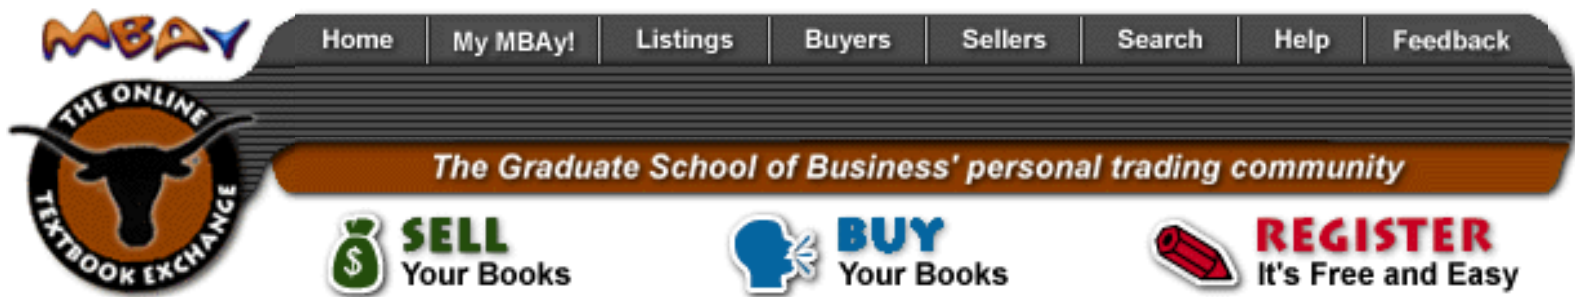 MBAy
Home My MBAy! Listings Buyers Sellers Search Help Feedback
THE ONLINE
TEXTBOOK EXCHANGE
The Graduate School of Business' personal trading community
$
SELL
Your Books
BUY
Your Books
REGISTER
It's Free and Easy